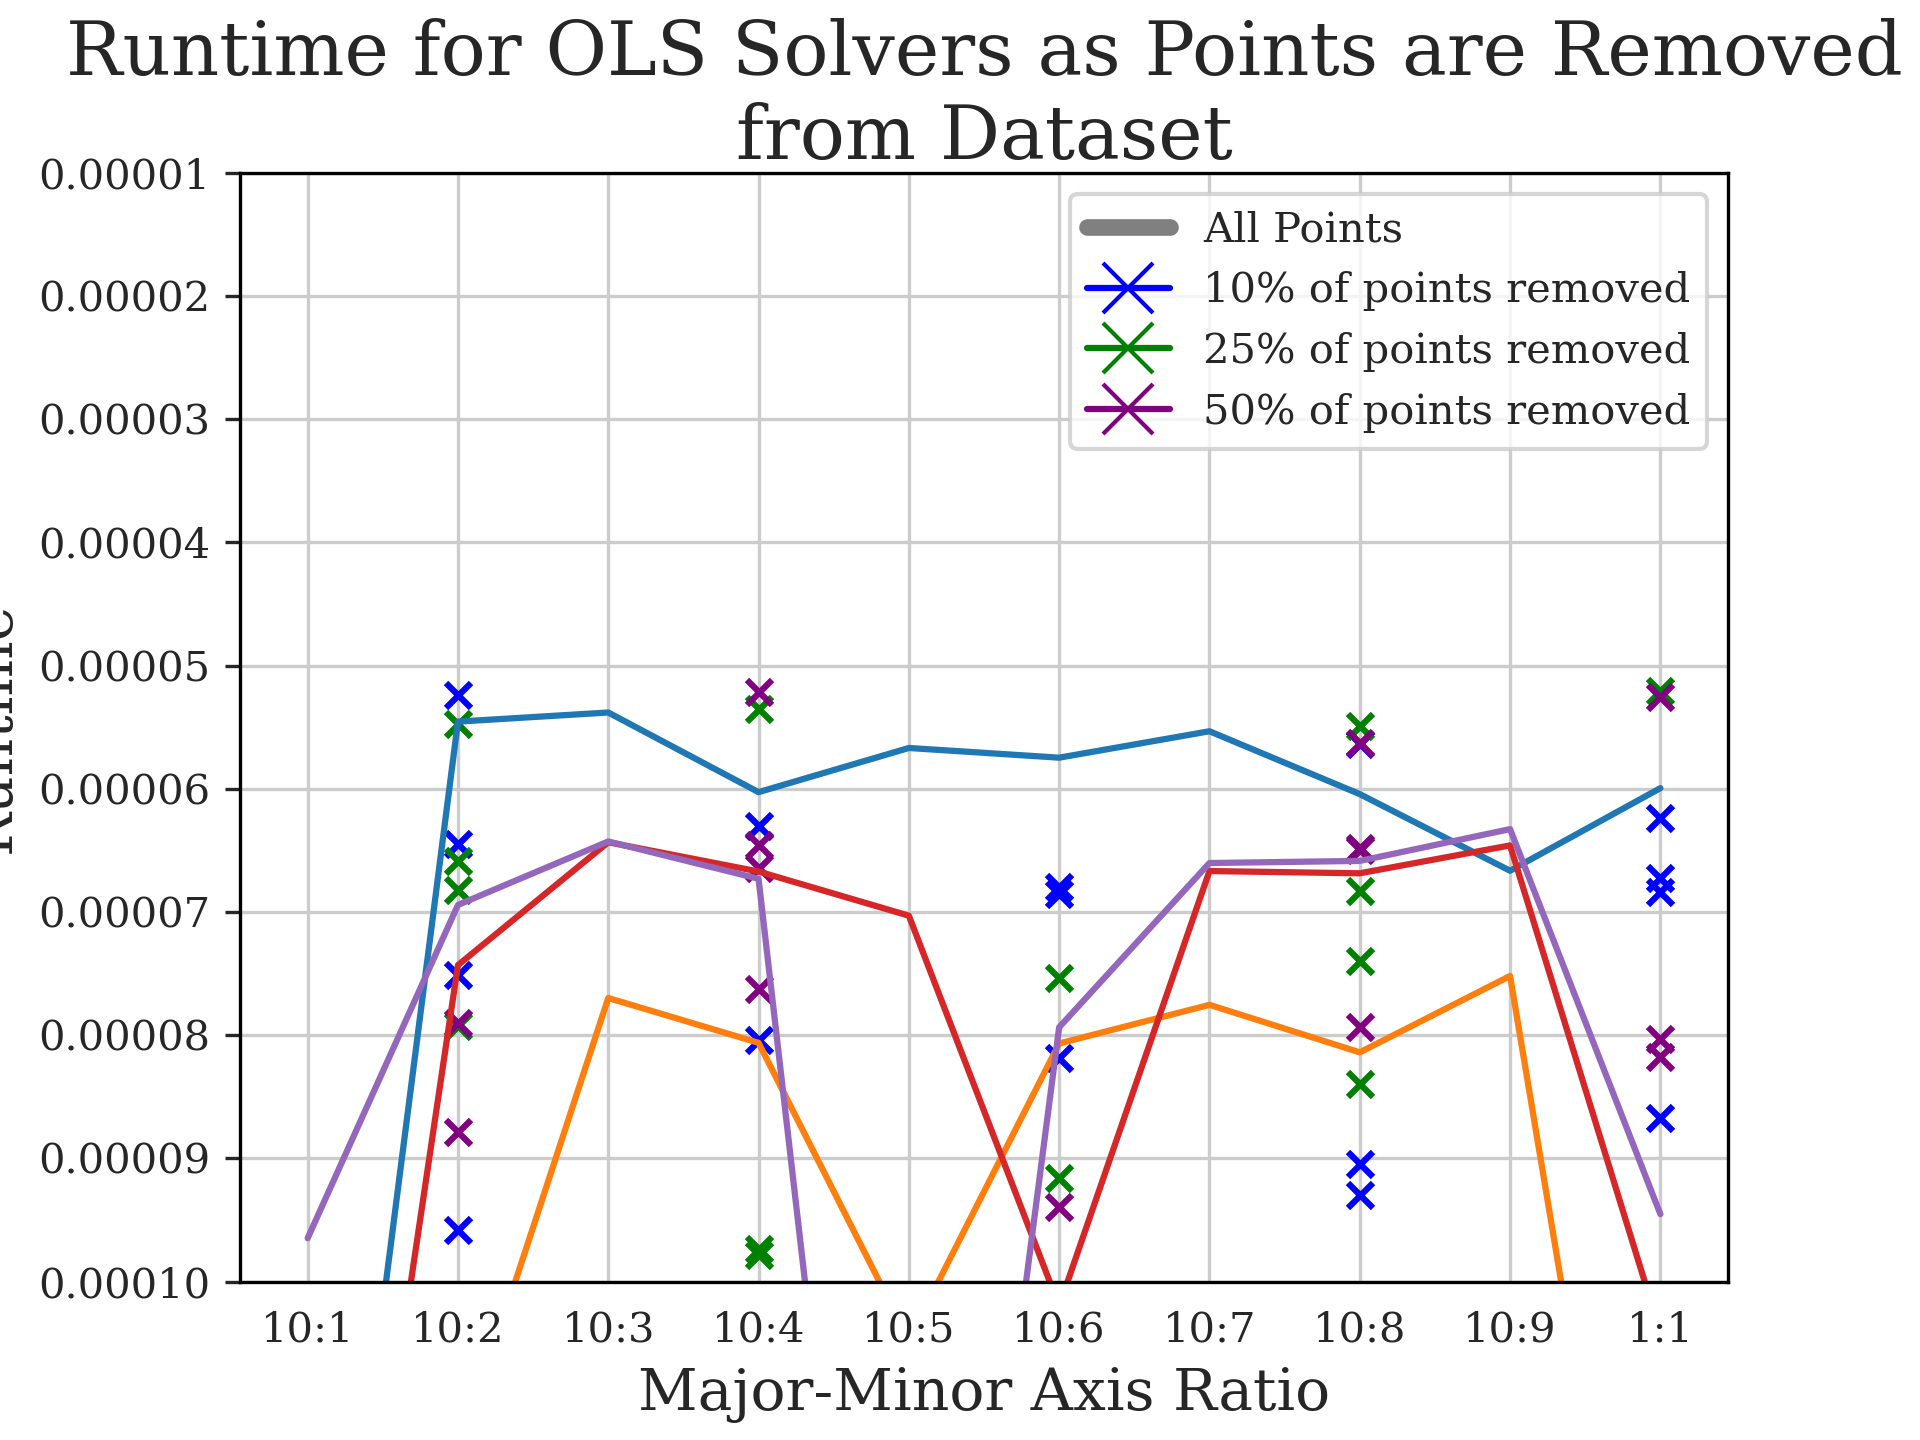 Runtime for OLS Solvers as Points are Removed
from Dataset
0.00001
0.00002
0.00003
0.00004
0.00005
0.00006
0.00007
0.00008
0.00009
0.00010
Runtime
All Points
10% of points removed
25% of points removed
50% of points removed
10:1 10:2 10:3 10:4 10:5 10:6 10:7 10:8 10:9 1:1
Major-Minor Axis Ratio